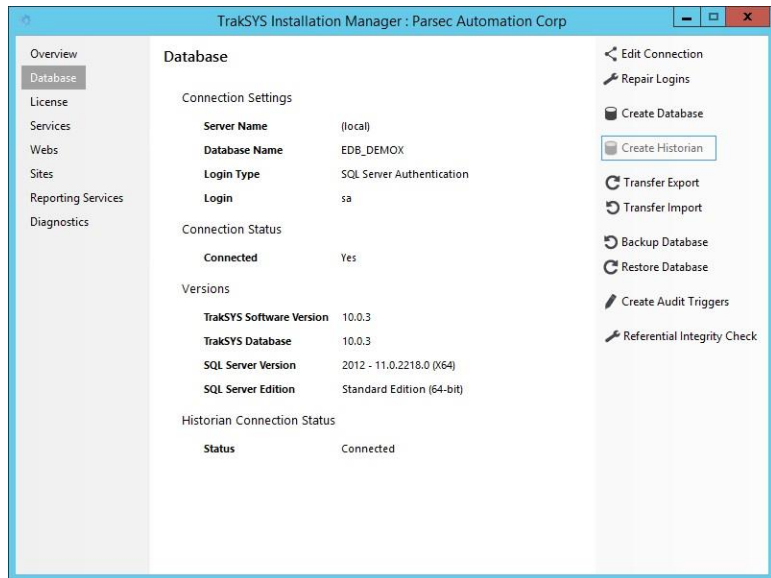 TrakSYS Installation Manager : Parsec Automation Corp
Overview
Database
License
Services
Webs
Sites
Reporting Services
Diagnostics
Database
Connection Settings
Server Name (local)
Database Name EDB_DEMOX
Login Type SQL Server Authentication
Login sa
Connection Status
Connected Yes
Versions
TrakSYS Software Version 10.0.3
TrakSYS Database 10.0.3
SQL Server Version 2012 - 11.0.2218.0 (X64)
SQL Server Edition Standard Edition (64-bit)
Historian Connection Status
Status Connected
Edit Connection
Repair Logins
Create Database
Create Historian
Transfer Export
Transfer Import
Backup Database
Restore Database
Create Audit Triggers
Referential Integrity Check